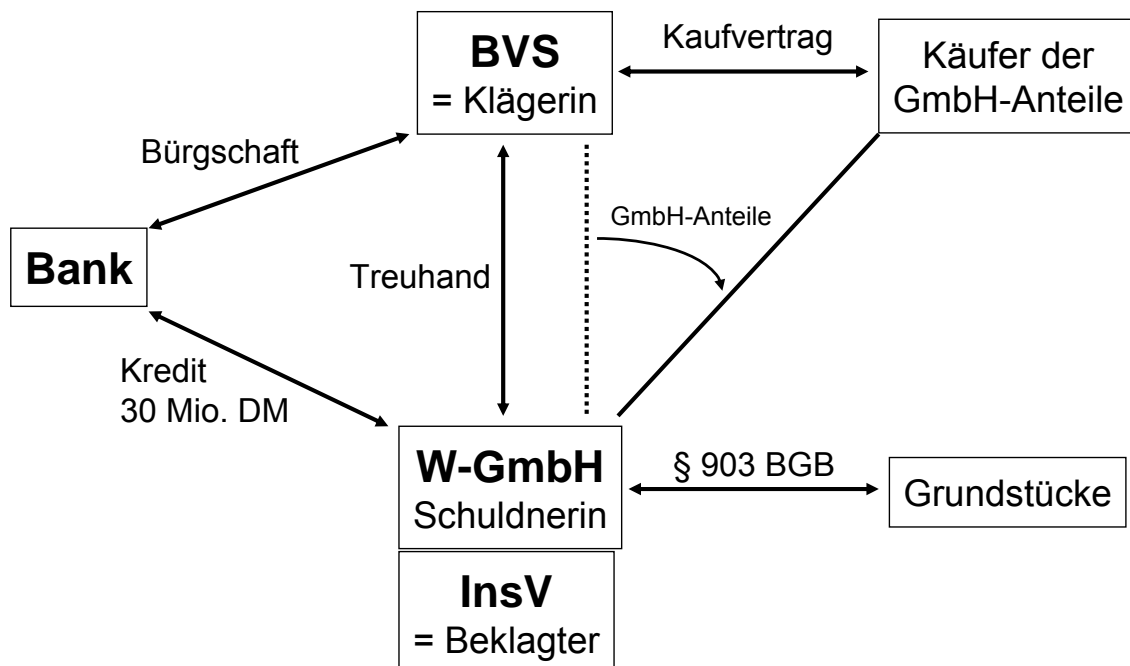 BVS
= Klägerin
Kaufvertrag
Käufer der
GmbH-Anteile
Bürgschaft
GmbH-Anteile
Bank
Treuhand
Kredit
30 Mio. DM
W-GmbH
Schuldnerin
§ 903 BGB
Grundstücke
InsV
= Beklagter